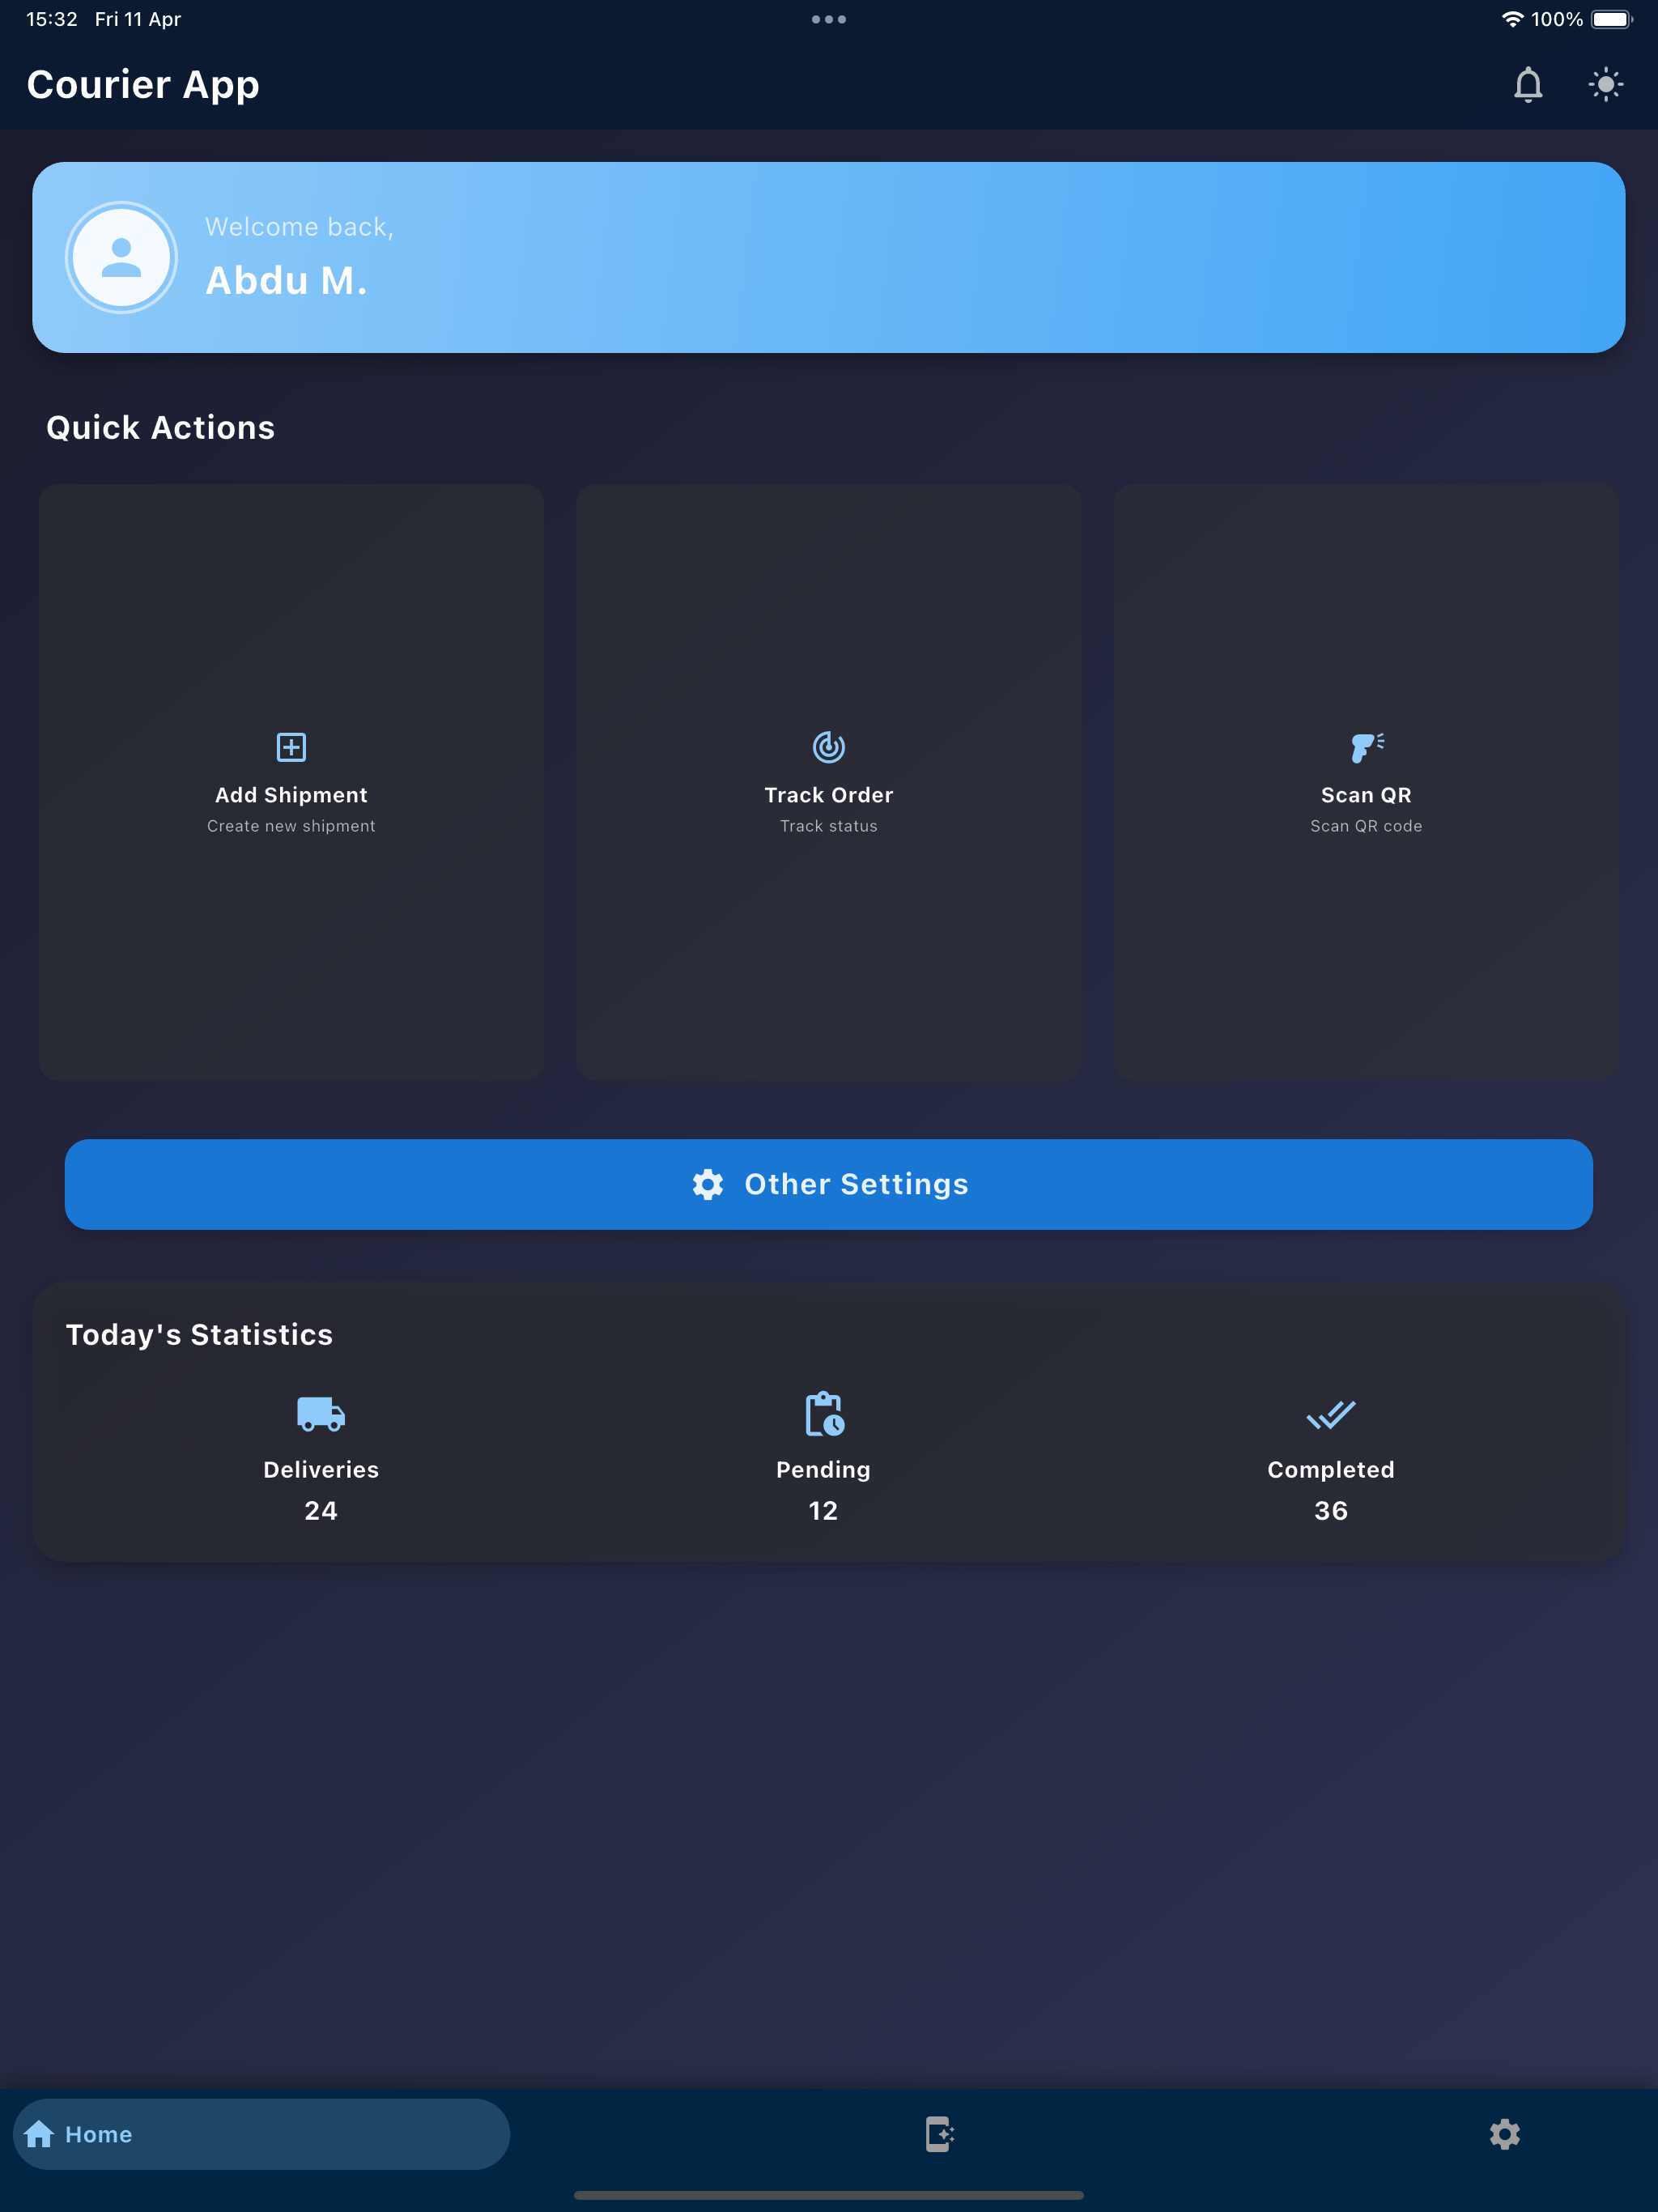 15:32 Fri 11 Apr
100%
Courier App
Welcome back,
Abdu M.
Quick Actions
Add Shipment
Create new shipment
Track Order
Track status
Scan QR
Scan QR code
Other Settings
Today's Statistics
Deliveries
24
Pending
12
Completed
36
Home